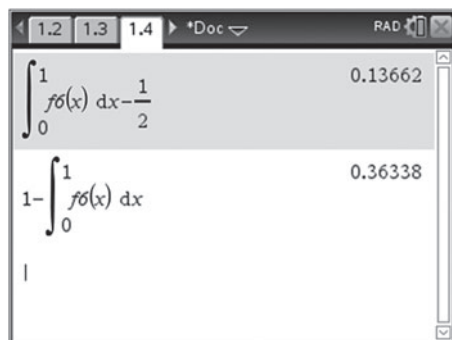 1.2 1.3 1.4 *Doc RAD
∫₀¹ f6(x) dx−1/2 0.13662
1−∫₀¹ f6(x) dx 0.36338